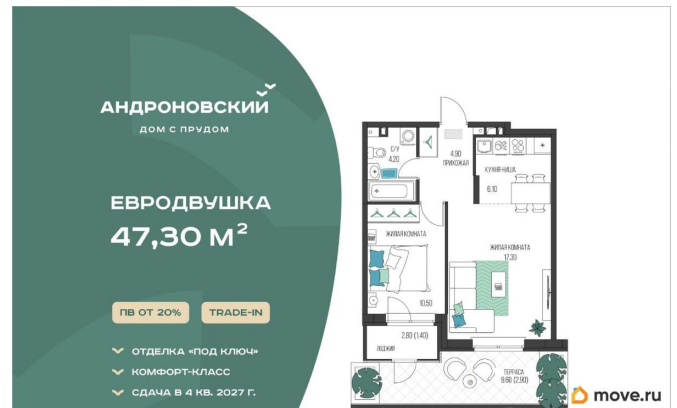 АНДРОНОВСКИЙ
ДОМ С ПРУДОМ
ЕВРОДВУШКА
47,30 М²
ПВ ОТ 20%
TRADE-IN
ОТДЕЛКА «ПОД КЛЮЧ»
КОМФОРТ-КЛАСС
СДАЧА В 4 КВ. 2027 Г.
С/У
4.20
4.90
ПРИХОЖАЯ
КУХНЯ-НИША
6.10
ЖИЛАЯ КОМНАТА
10.50
ЖИЛАЯ КОМНАТА
17.30
2.80 (1.40)
ЛОДЖИЯ
ТЕРРАСА
9.60 (2.90)
move.ru